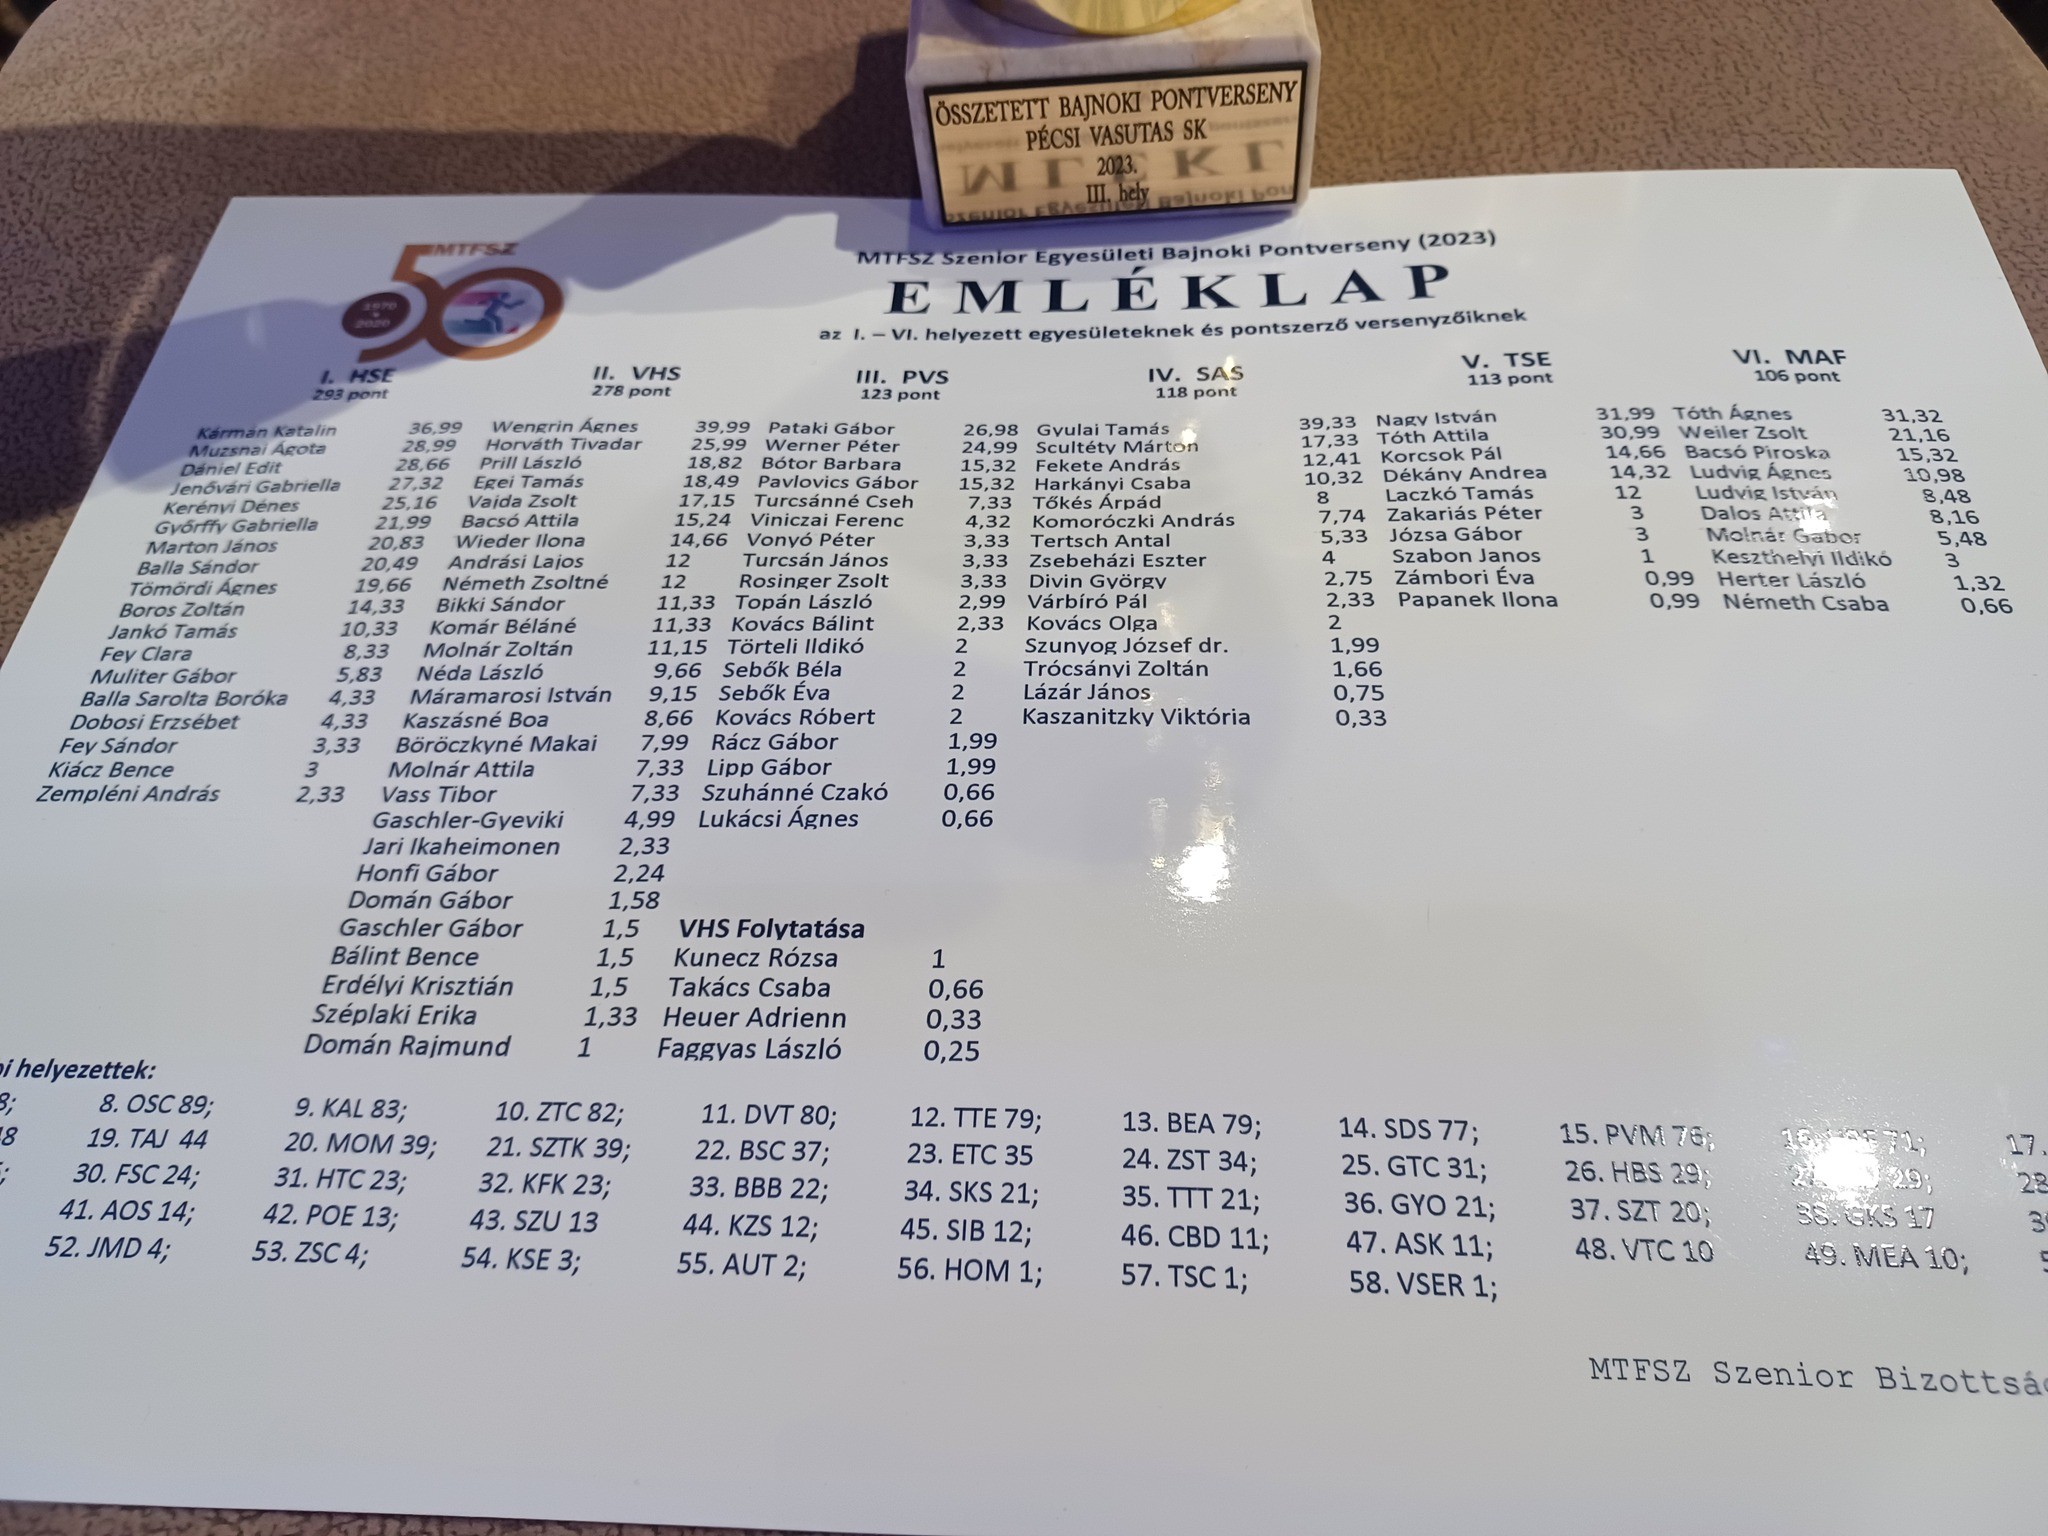 ÖSSZETETT BAJNOKI PONTVERSENY
PÉCSI VASUTAS SK
2023.
III. hely
MTFSZ
50
1970
2020
MTFSZ Szenior Egyesületi Bajnoki Pontverseny (2023)
EMLÉKLAP
az I. – VI. helyezett egyesületeknek és pontszerző versenyzőiknek
I. HSE II. VHS III. PVS IV. SAS V. TSE VI. MAF
293 pont 278 pont 123 pont 118 pont 113 pont 106 pont
Kármán Katalin 36,99 Wengrin Ágnes 39,99 Pataki Gábor 26,98 Gyulai Tamás 39,33 Nagy István 31,99 Tóth Ágnes 31,32
Muzsnai Ágota 28,99 Horváth Tivadar 25,99 Werner Péter 24,99 Scultéty Márton 17,33 Tóth Attila 30,99 Weiler Zsolt 21,16
Dániel Edit 28,66 Prill László 18,82 Bótor Barbara 15,32 Fekete András 12,41 Korcsok Pál 14,66 Bacsó Piroska 15,32
Jenővári Gabriella 27,32 Egei Tamás 18,49 Pavlovics Gábor 15,32 Harkányi Csaba 10,32 Dékány Andrea 14,32 Ludvig Ágnes 10,98
Kerényi Dénes 25,16 Vajda Zsolt 17,15 Turcsánné Cseh 7,33 Tőkés Árpád 8 Laczkó Tamás 12 Ludvig István 8,48
Győrffy Gabriella 21,99 Bacsó Attila 15,24 Viniczai Ferenc 4,32 Komoróczki András 7,74 Zakariás Péter 3 Dalos Attila 8,16
Marton János 20,83 Wieder Ilona 14,66 Vonyó Péter 3,33 Tertsch Antal 5,33 Józsa Gábor 3 Molnár Gábor 5,48
Balla Sándor 20,49 Andrási Lajos 12 Turcsán János 3,33 Zsebeházi Eszter 4 Szabon Janos 1 Keszthelyi Ildikó 3
Tömördi Ágnes 19,66 Németh Zsoltné 12 Rosinger Zsolt 3,33 Divin György 2,75 Zámbori Éva 0,99 Herter László 1,32
Boros Zoltán 14,33 Bikki Sándor 11,33 Topán László 2,99 Várbíró Pál 2,33 Papanek Ilona 0,99 Németh Csaba 0,66
Jankó Tamás 10,33 Komár Béláné 11,33 Kovács Bálint 2,33 Kovács Olga 2
Fey Clara 8,33 Molnár Zoltán 11,15 Törteli Ildikó 2 Szunyog József dr. 1,99
Muliter Gábor 5,83 Néda László 9,66 Sebők Béla 2 Trócsányi Zoltán 1,66
Balla Sarolta Boróka 4,33 Máramarosi István 9,15 Sebők Éva 2 Lázár János 0,75
Dobosi Erzsébet 4,33 Kaszásné Boa 8,66 Kovács Róbert 2 Kaszanitzky Viktória 0,33
Fey Sándor 3,33 Böröczkyné Makai 7,99 Rácz Gábor 1,99
Kiácz Bence 3 Molnár Attila 7,33 Lipp Gábor 1,99
Zempléni András 2,33 Vass Tibor 7,33 Szuhánné Czakó 0,66
Gaschler-Gyeviki 4,99 Lukácsi Ágnes 0,66
Jari Ikaheimonen 2,33
Honfi Gábor 2,24
Domán Gábor 1,58
Gaschler Gábor 1,5 VHS Folytatása
Bálint Bence 1,5 Kunecz Rózsa 1
Erdélyi Krisztián 1,5 Takács Csaba 0,66
Széplaki Erika 1,33 Heuer Adrienn 0,33
Domán Rajmund 1 Faggyas László 0,25
helyezettek:
8; 8. OSC 89; 9. KAL 83; 10. ZTC 82; 11. DVT 80; 12. TTE 79; 13. BEA 79; 14. SDS 77; 15. PVM 76; 71; 17.
48 19. TAJ 44 20. MOM 39; 21. SZTK 39; 22. BSC 37; 23. ETC 35 24. ZST 34; 25. GTC 31; 26. HBS 29; 29; 28
30. FSC 24; 31. HTC 23; 32. KFK 23; 33. BBB 22; 34. SKS 21; 35. TTT 21; 36. GYO 21; 37. SZT 20; 38. GKS 17
41. AOS 14; 42. POE 13; 43. SZU 13 44. KZS 12; 45. SIB 12; 46. CBD 11; 47. ASK 11; 48. VTC 10 49. MEA 10;
52. JMD 4; 53. ZSC 4; 54. KSE 3; 55. AUT 2; 56. HOM 1; 57. TSC 1; 58. VSER 1;
MTFSZ Szenior Bizottság